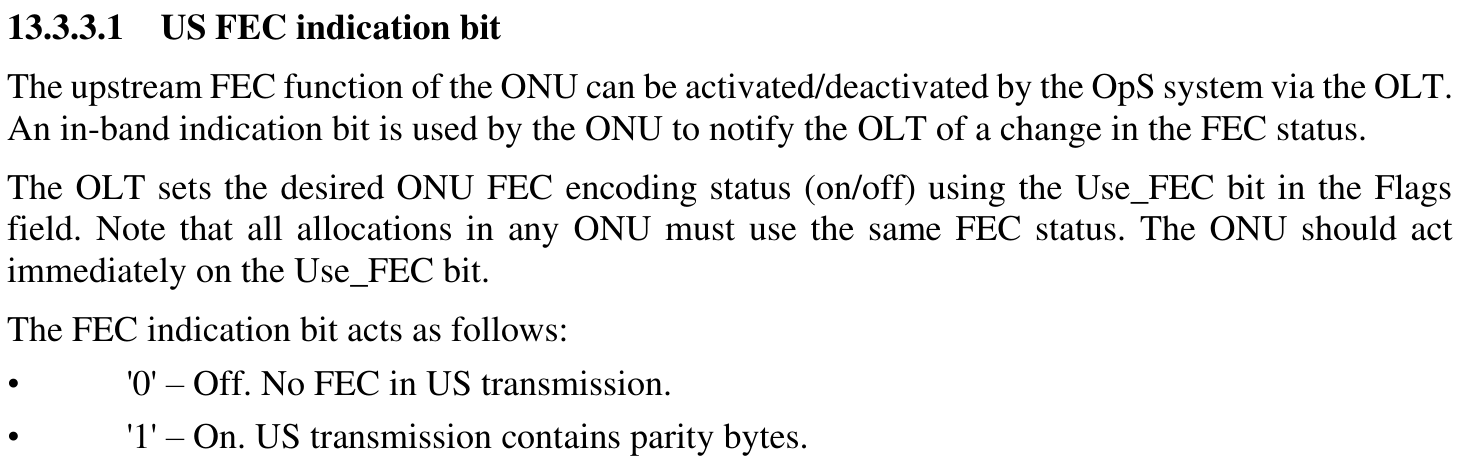 13.3.3.1 US FEC indication bit
The upstream FEC function of the ONU can be activated/deactivated by the OpS system via the OLT.
An in-band indication bit is used by the ONU to notify the OLT of a change in the FEC status.
The OLT sets the desired ONU FEC encoding status (on/off) using the Use_FEC bit in the Flags
field. Note that all allocations in any ONU must use the same FEC status. The ONU should act
immediately on the Use_FEC bit.
The FEC indication bit acts as follows:
• '0' – Off. No FEC in US transmission.
• '1' – On. US transmission contains parity bytes.